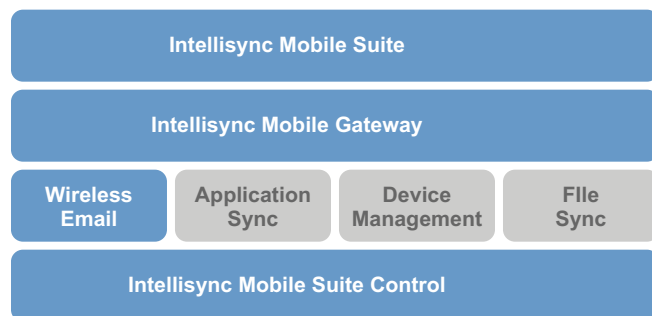 Intellisync Mobile Suite
Intellisync Mobile Gateway
Wireless
Email
Application
Sync
Device
Management
FIle
Sync
Intellisync Mobile Suite Control